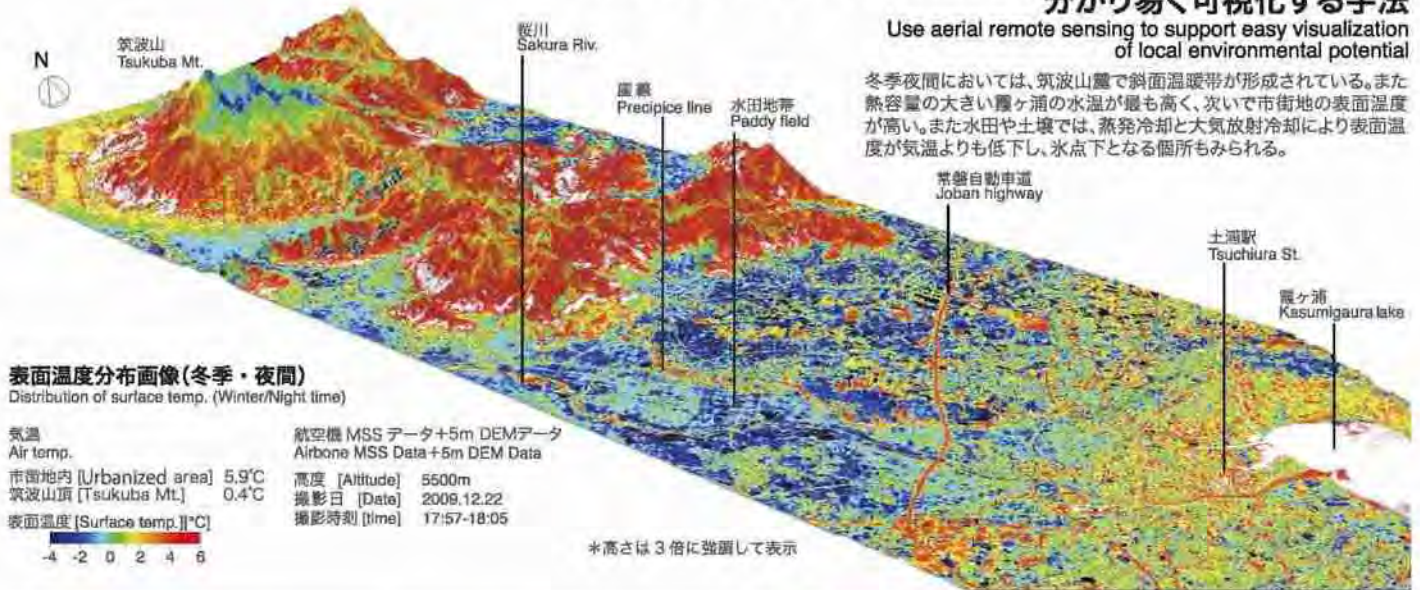 分かり易く可視化する手法
Use aerial remote sensing to support easy visualization
of local environmental potential
冬季夜間においては、筑波山麓で斜面温暖帯が形成されている。また
熱容量の大きい霞ヶ浦の水温が最も高く、次いで市街地の表面温度
が高い。また水田や土壌では、蒸発冷却と大気放射冷却により表面温
度が気温よりも低下し、氷点下となる個所もみられる。
N
筑波山
Tsukuba Mt.
桜川
Sakura Riv.
崖線
Precipice line
水田地帯
Paddy field
常磐自動車道
Joban highway
土浦駅
Tsuchiura St.
霞ヶ浦
Kasumigaura lake
表面温度分布画像(冬季・夜間)
Distribution of surface temp. (Winter/Night time)
気温
Air temp.
市街地内 [Urbanized area] 5.9℃
筑波山頂 [Tsukuba Mt.] 0.4℃
表面温度 [Surface temp.][℃]
-4 -2 0 2 4 6
航空機 MSS データ+5m DEMデータ
Airbone MSS Data+5m DEM Data
高度 [Altitude] 5500m
撮影日 [Date] 2009.12.22
撮影時刻 [time] 17:57-18:05
*高さは3倍に強調して表示